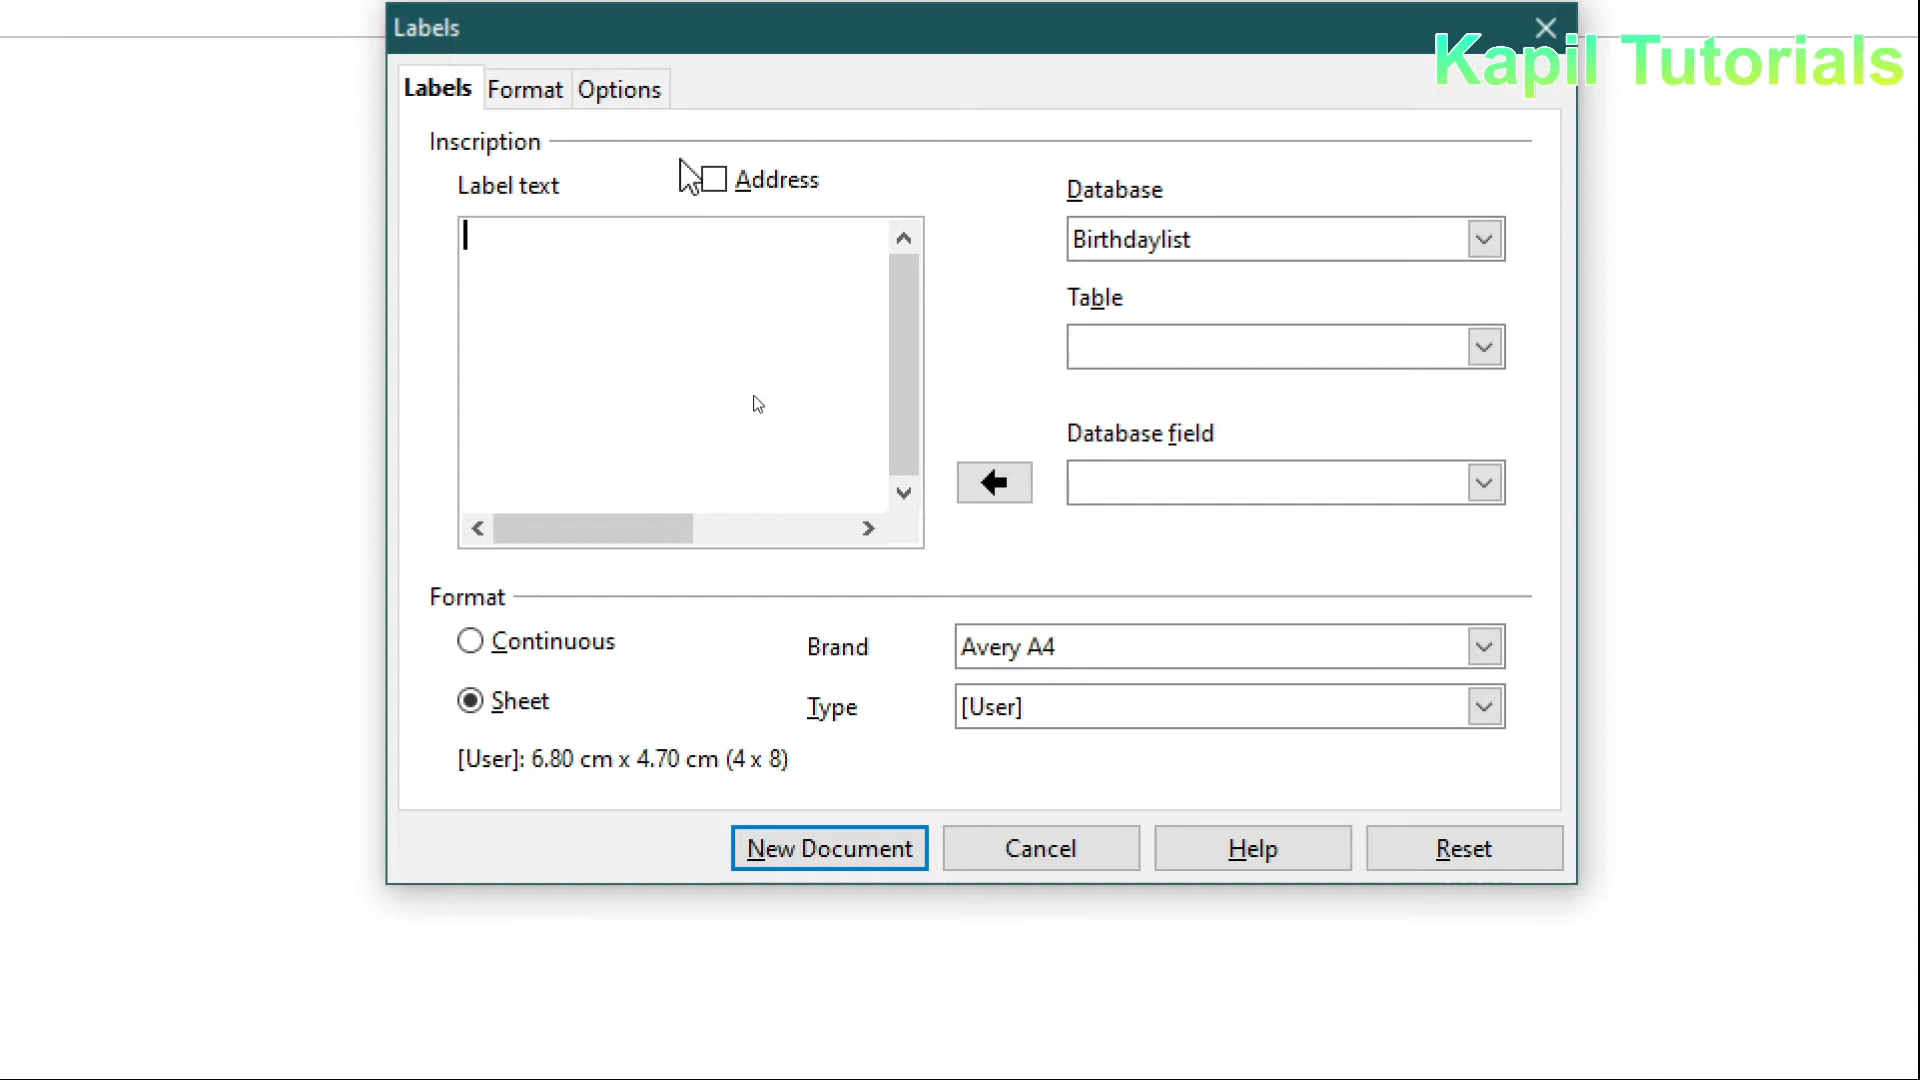 Labels
Kapil Tutorials
Labels Format Options
Inscription
Label text
Address
Database
Birthdaylist
Table
Database field
Format
Continuous
Brand
Avery A4
Sheet
Type
[User]
[User]: 6.80 cm x 4.70 cm (4 x 8)
New Document Cancel Help Reset